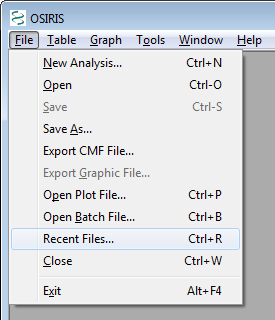 OSIRIS
File Table Graph Tools Window Help
New Analysis... Ctrl+N
Open Ctrl-O
Save Ctrl-S
Save As...
Export CMF File...
Export Graphic File...
Open Plot File... Ctrl+P
Open Batch File... Ctrl+B
Recent Files... Ctrl+R
Close Ctrl+W
Exit Alt+F4